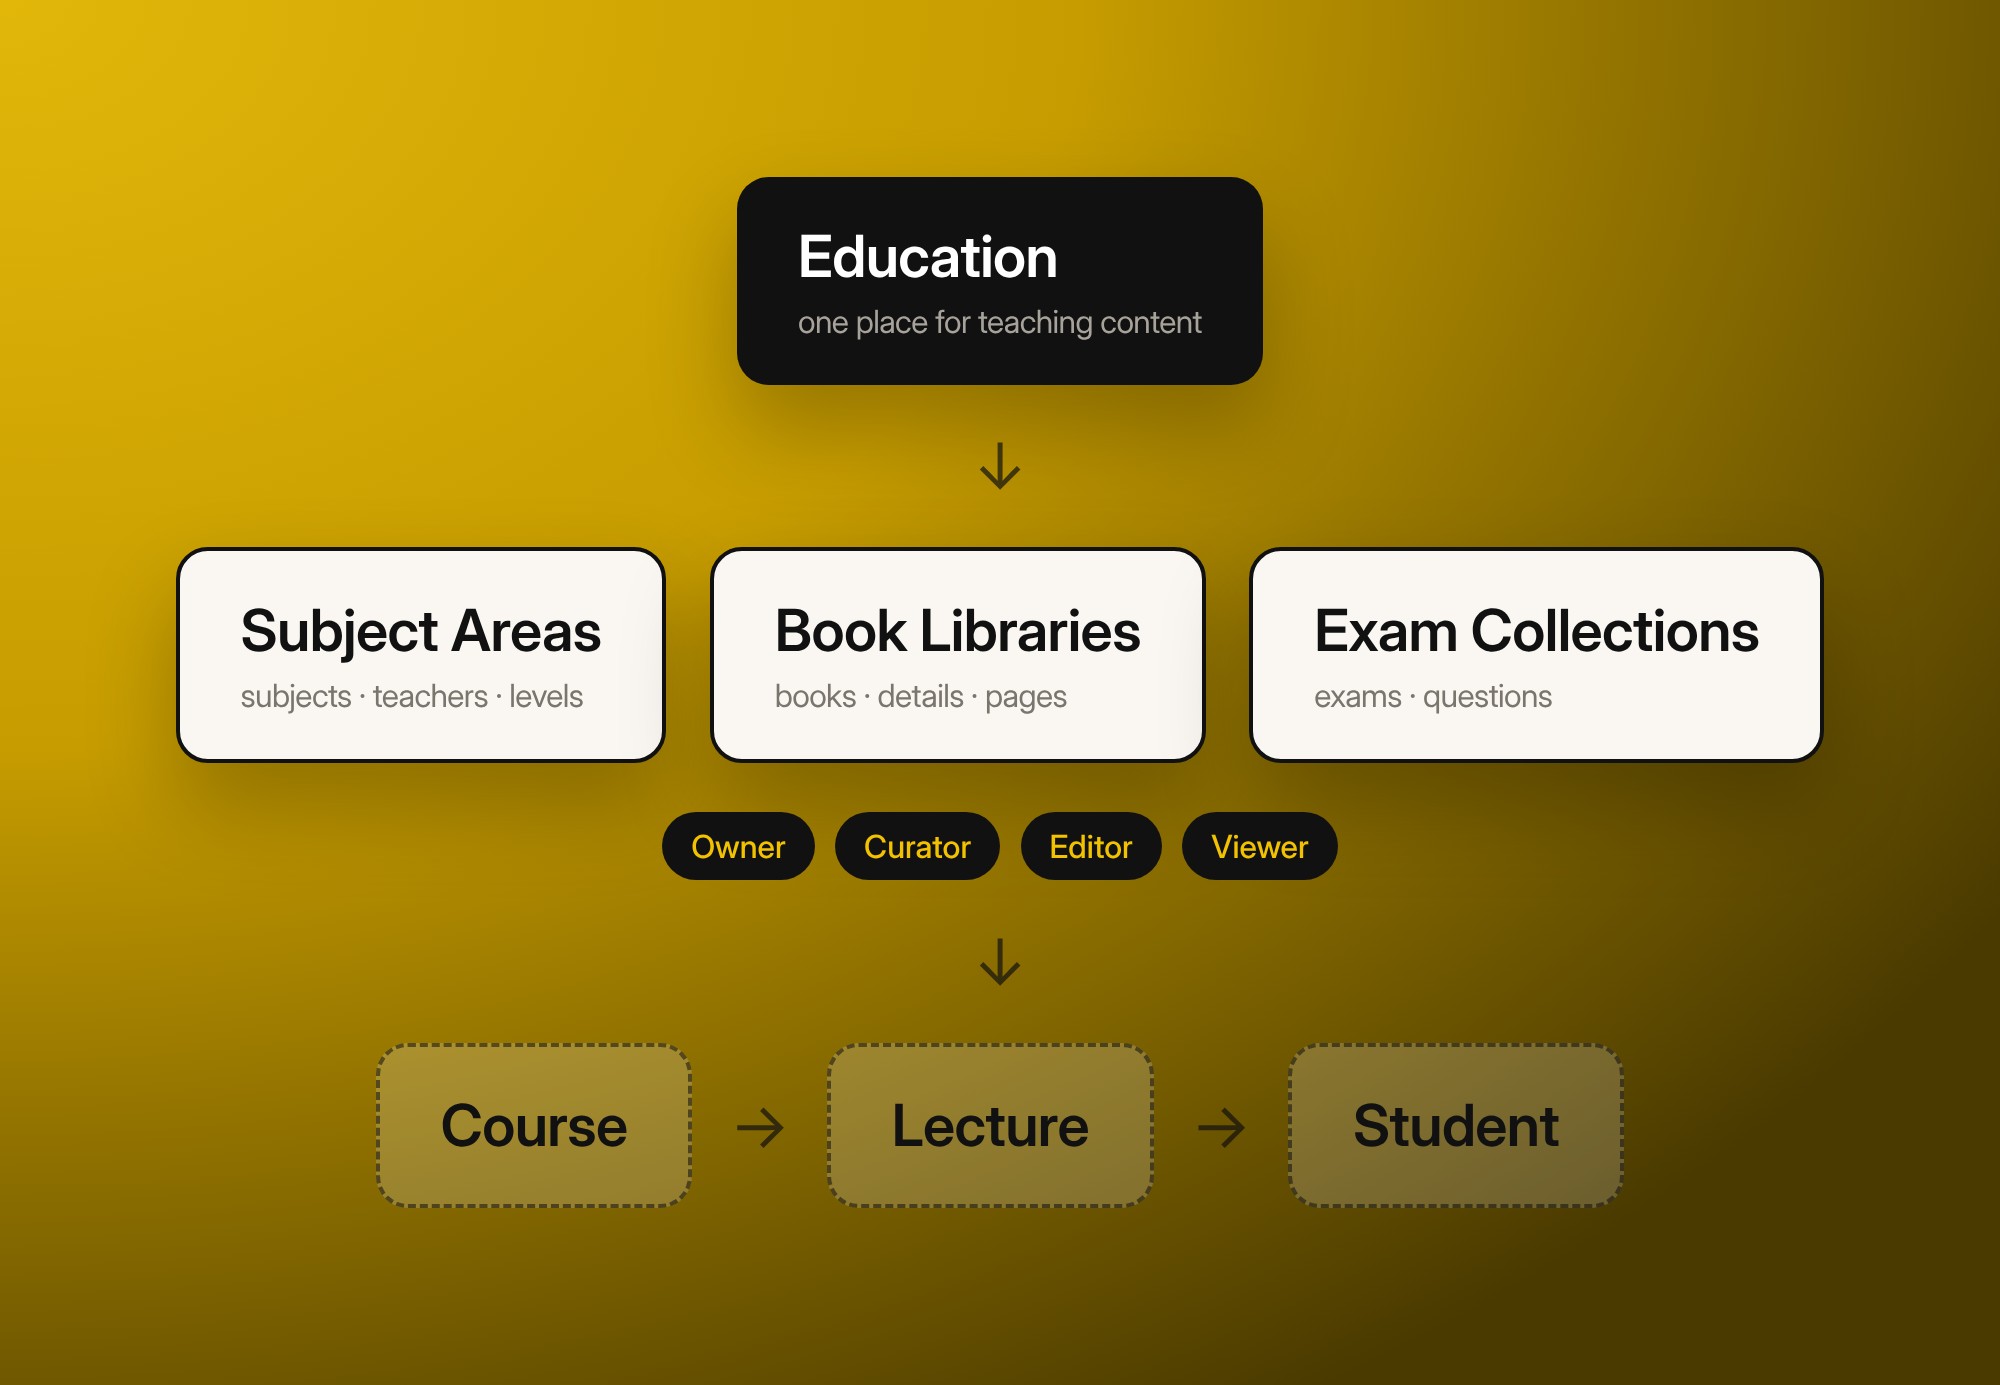 Education
one place for teaching content
Subject Areas
subjects · teachers · levels
Book Libraries
books · details · pages
Exam Collections
exams · questions
Owner
Curator
Editor
Viewer
Course
Lecture
Student